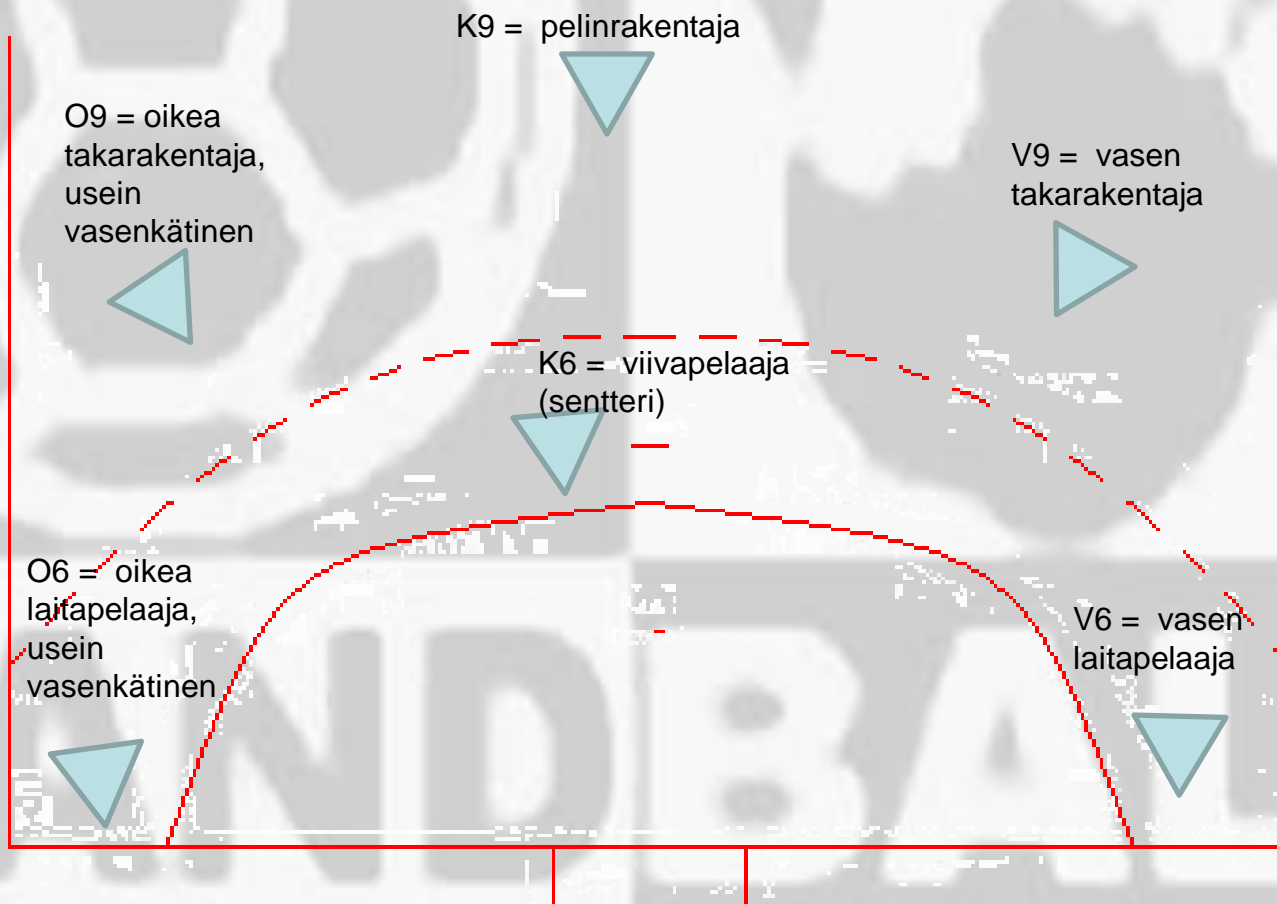 K9 = pelinrakentaja
O9 = oikea
takarakentaja,
usein
vasenkätinen
V9 = vasen
takarakentaja
K6 = viivapelaaja
(sentteri)
O6 = oikea
laitapelaaja,
usein
vasenkätinen
V6 = vasen
laitapelaaja
ANDBAL